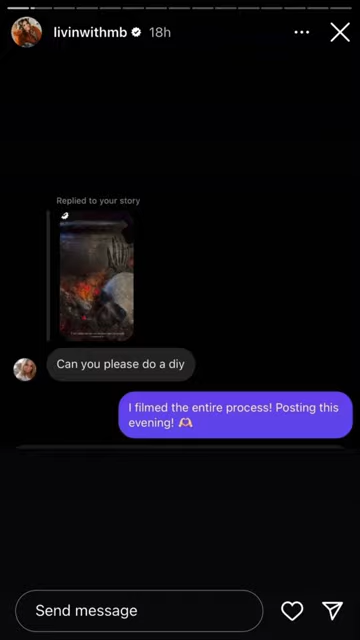 livinwithmb 18h
Replied to your story
Can you please do a diy
I filmed the entire process! Posting this
evening! 🫶🏻
Send message